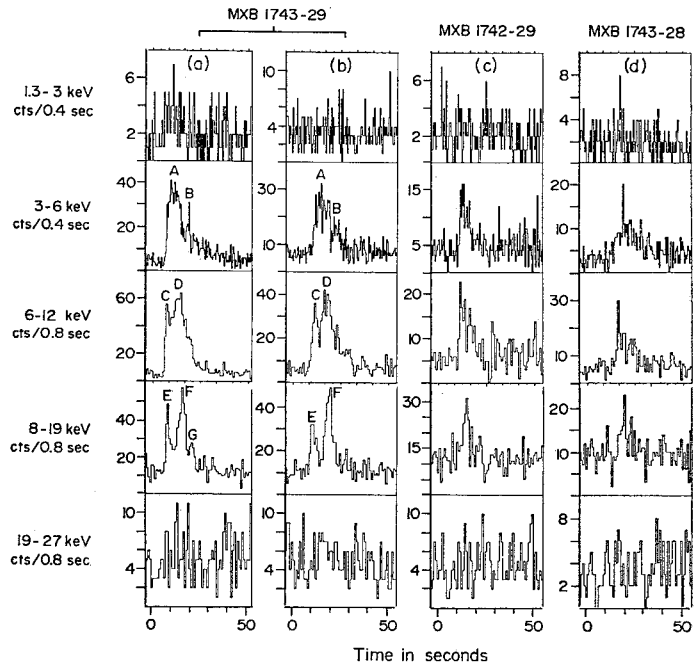 MXB 1743-29
MXB 1742-29
MXB 1743-28
(a)
(b)
(c)
(d)
1.3-3 keV
cts/0.4 sec
6
2
10
4
6
2
8
4
3-6 keV
cts/0.4 sec
A
B
40
20
A
B
30
10
15
5
20
10
6-12 keV
cts/0.8 sec
C
D
60
20
C
D
40
20
20
10
30
10
8-19 keV
cts/0.8 sec
E
F
G
40
20
E
F
40
20
30
10
20
10
19-27 keV
cts/0.8 sec.
10
4
10
4
10
4
8
2
0
50
0
50
0
50
0
50
Time in seconds